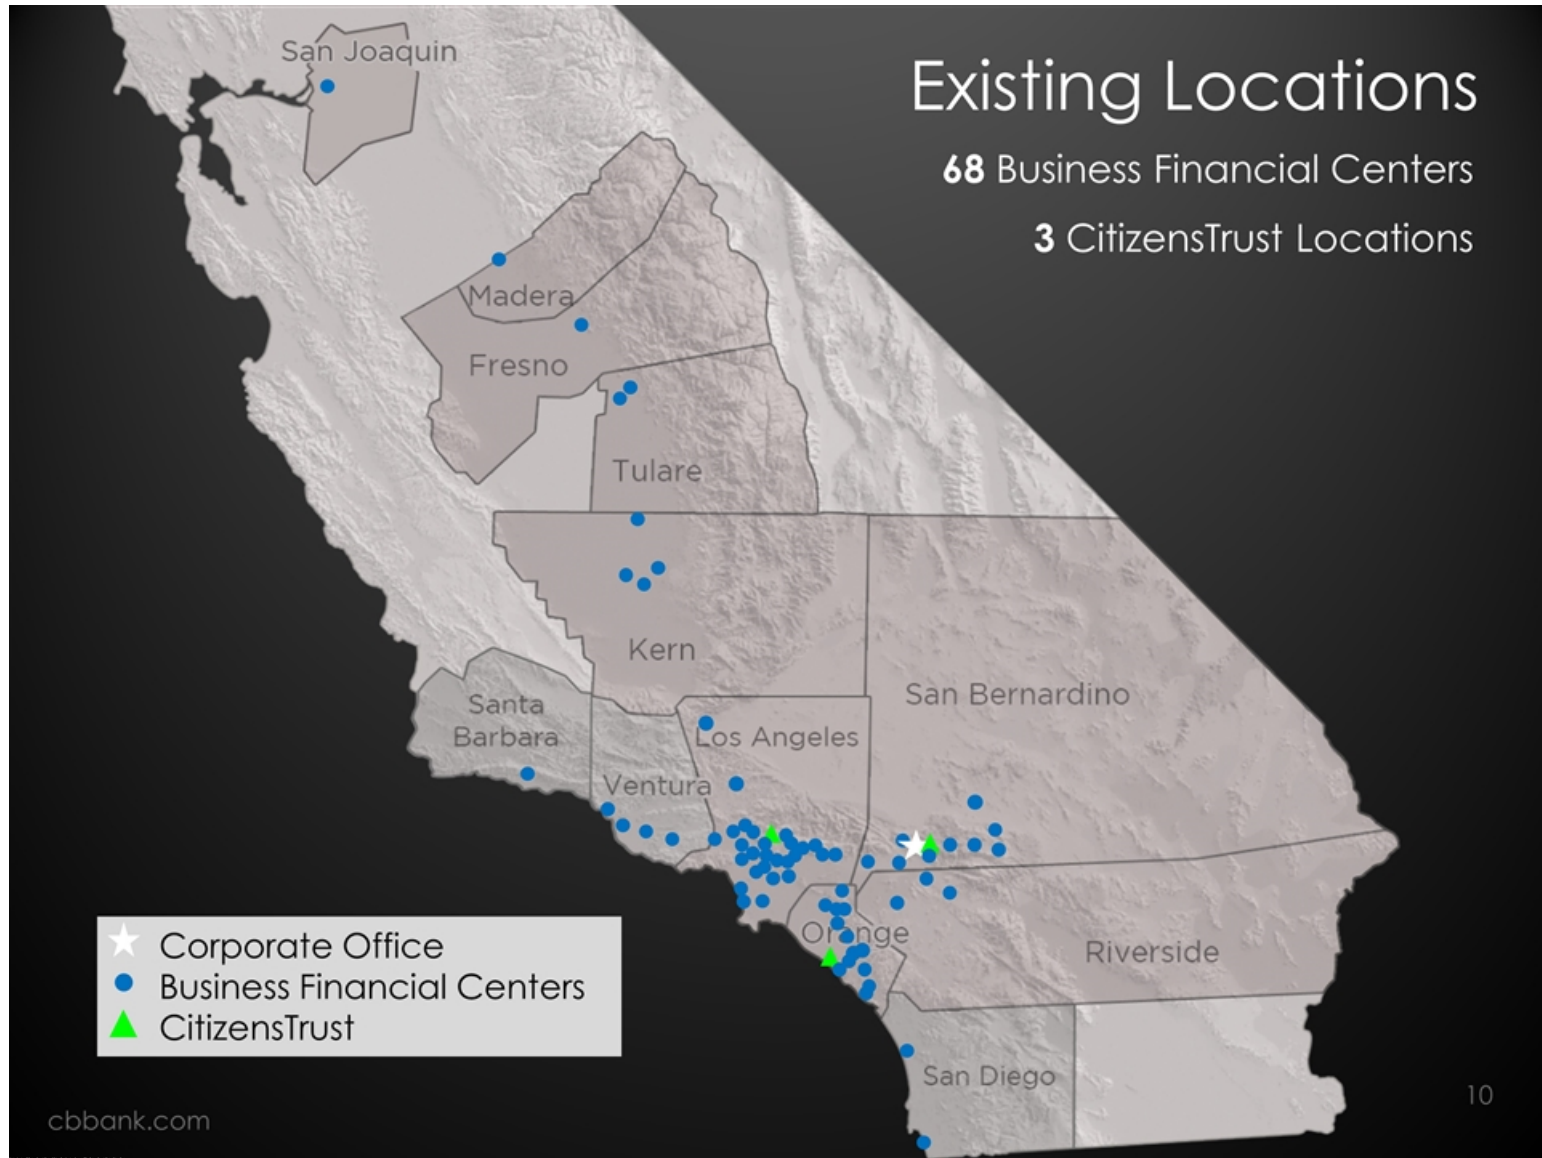 Existing Locations
68 Business Financial Centers
3 CitizensTrust Locations
San Joaquin
Madera
Fresno
Tulare
Kern
San Bernardino
Santa
Barbara
Los Angeles
Ventura
Orange
Riverside
San Diego
Corporate Office
Business Financial Centers
CitizensTrust
cbbank.com
10